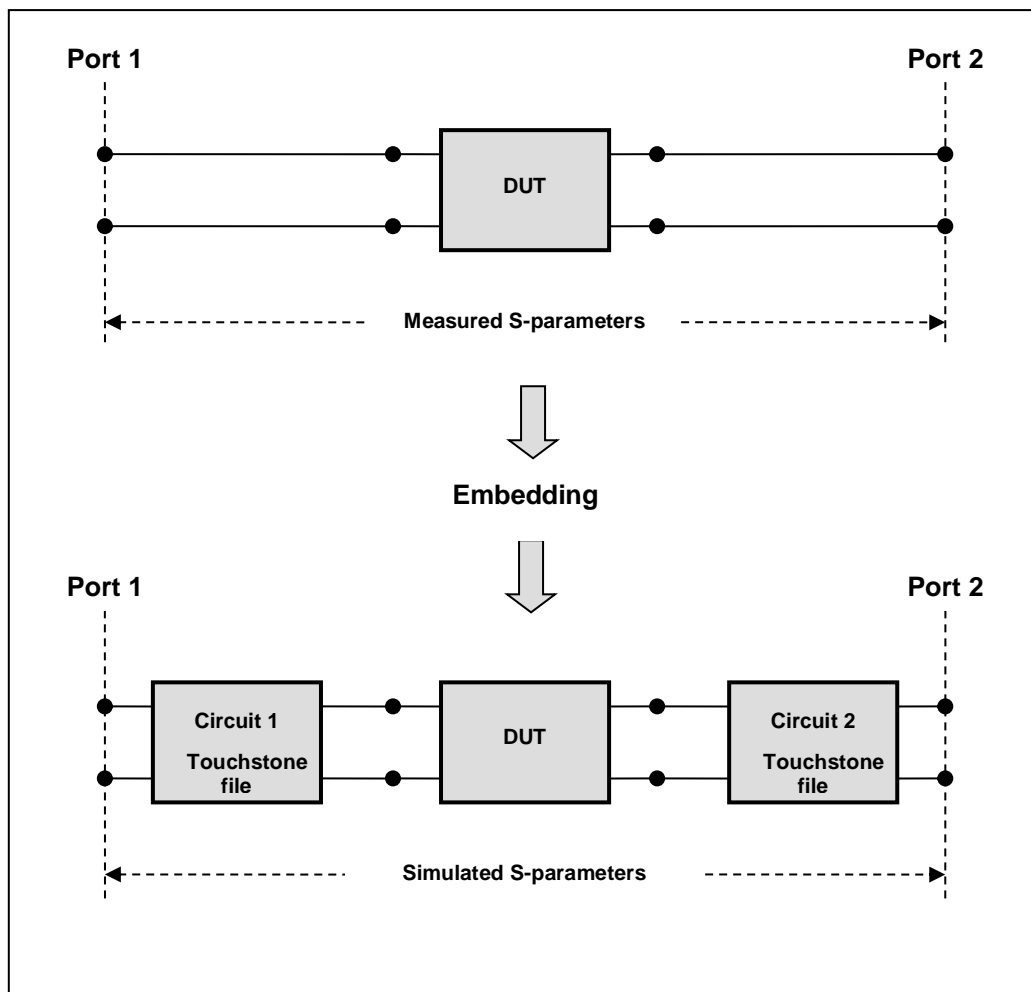 Port 1
Port 2
DUT
Measured S-parameters
Embedding
Port 1
Port 2
Circuit 1
Touchstone
file
DUT
Circuit 2
Touchstone
file
Simulated S-parameters